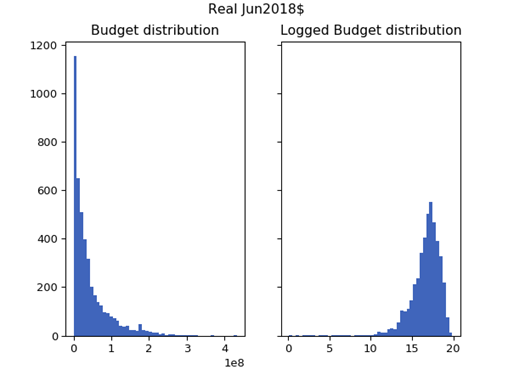 Real Jun2018$
Budget distribution
Logged Budget distribution
1200
1000
800
600
400
200
0
0 1 2 3 4
1e8
0 5 10 15 20